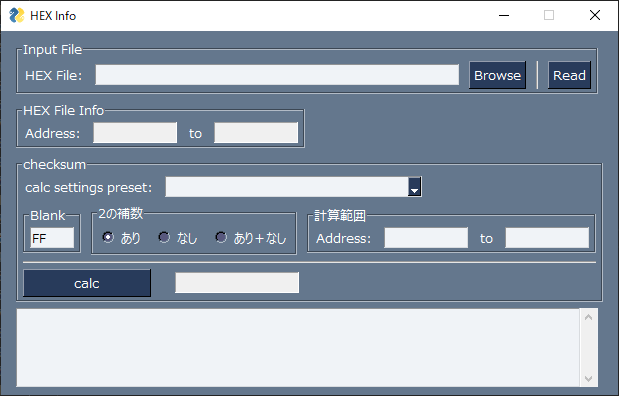 HEX Info
Input File
HEX File: Browse Read
HEX File Info
Address: to
checksum
calc settings preset:
Blank 2の補数 計算範囲
FF あり なし あり+なし Address: to
calc